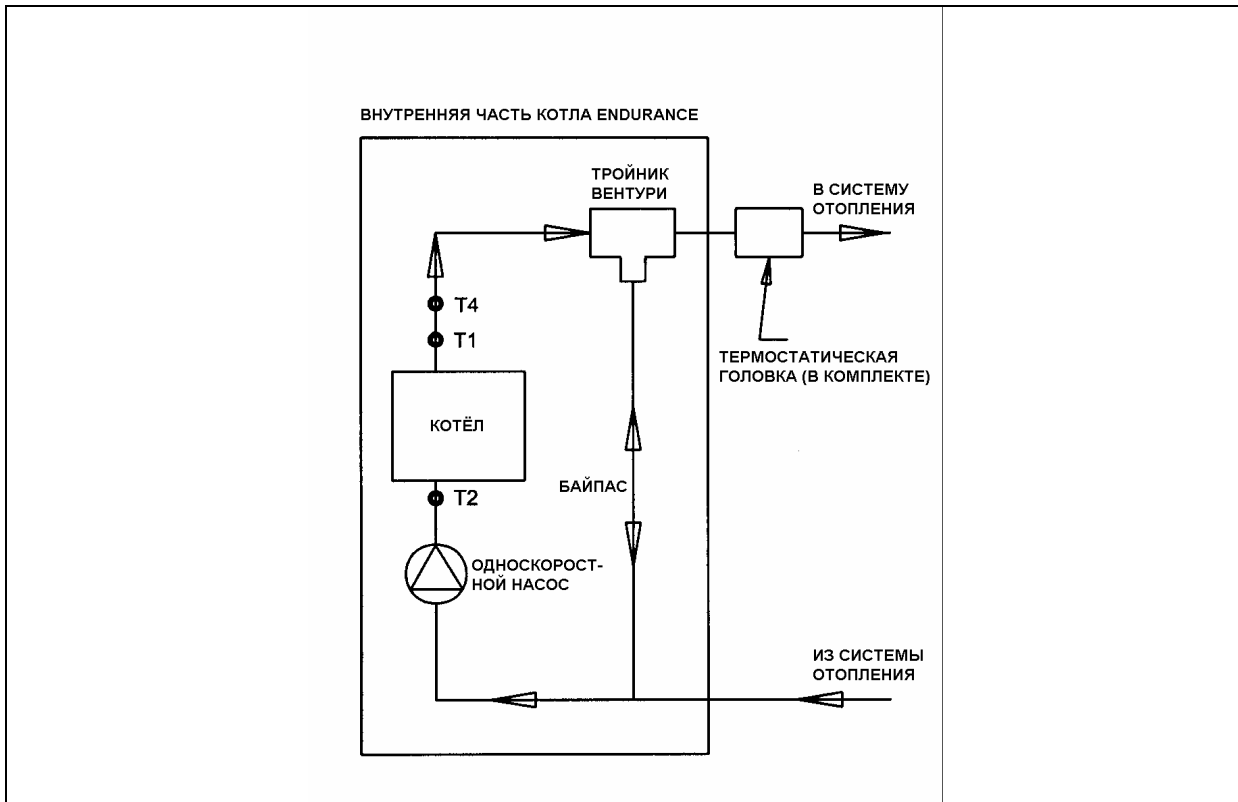 ВНУТРЕННЯЯ ЧАСТЬ КОТЛА ENDURANCE
ТРОЙНИК
ВЕНТУРИ
В СИСТЕМУ
ОТОПЛЕНИЯ
T4
T1
ТЕРМОСТАТИЧЕСКАЯ
ГОЛОВКА (В КОМПЛЕКТЕ)
КОТЁЛ
БАЙПАС
T2
ОДНОСКОРОСТ-
НОЙ НАСОС
ИЗ СИСТЕМЫ
ОТОПЛЕНИЯ